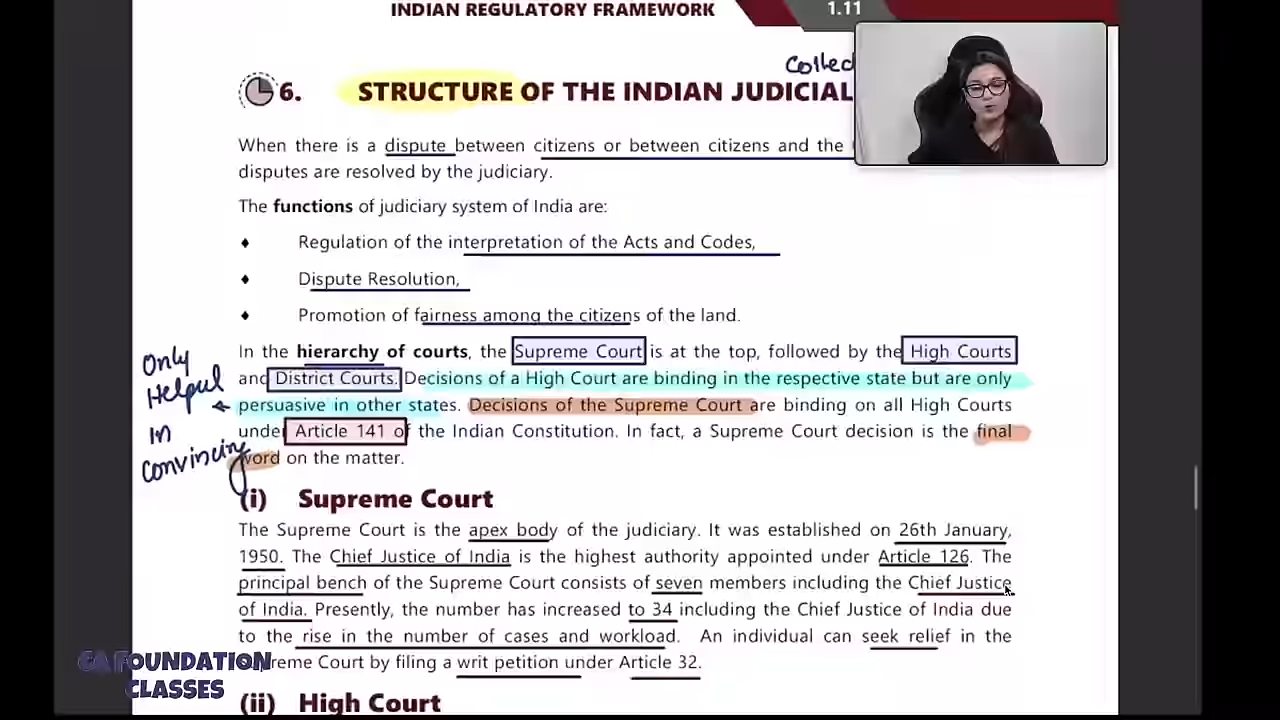 INDIAN REGULATORY FRAMEWORK 1.11
Collec
6. STRUCTURE OF THE INDIAN JUDICIAL
When there is a dispute between citizens or between citizens and the
disputes are resolved by the judiciary.
The functions of judiciary system of India are:
♦ Regulation of the interpretation of the Acts and Codes,
♦ Dispute Resolution,
♦ Promotion of fairness among the citizens of the land.
In the hierarchy of courts, the Supreme Court is at the top, followed by the High Courts
and District Courts. Decisions of a High Court are binding in the respective state but are only
persuasive in other states. Decisions of the Supreme Court are binding on all High Courts
under Article 141 of the Indian Constitution. In fact, a Supreme Court decision is the final
word on the matter.
Only
Helpful
in
convincing
(i) Supreme Court
The Supreme Court is the apex body of the judiciary. It was established on 26th January,
1950. The Chief Justice of India is the highest authority appointed under Article 126. The
principal bench of the Supreme Court consists of seven members including the Chief Justice
of India. Presently, the number has increased to 34 including the Chief Justice of India due
to the rise in the number of cases and workload. An individual can seek relief in the
Supreme Court by filing a writ petition under Article 32.
CA FOUNDATION
CLASSES
(ii) High Court